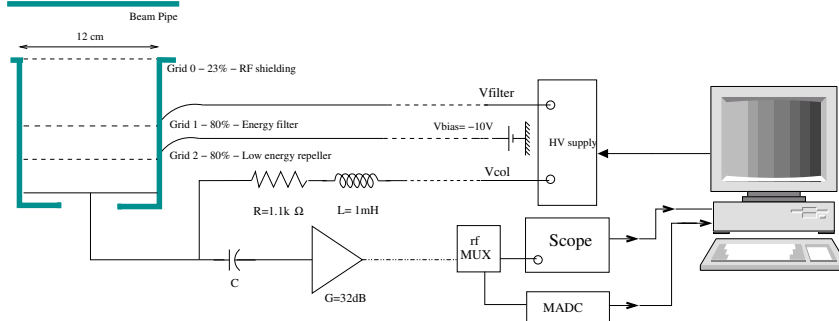 Beam Pipe
12 cm
Grid 0 – 23% – RF shielding
Vfilter
Grid 1 – 80% – Energy filter
Vbias= –10V
HV supply
Grid 2 – 80% – Low energy repeller
Vcol
R=1.1k Ω
L= 1mH
rf
MUX
Scope
C
G=32dB
MADC